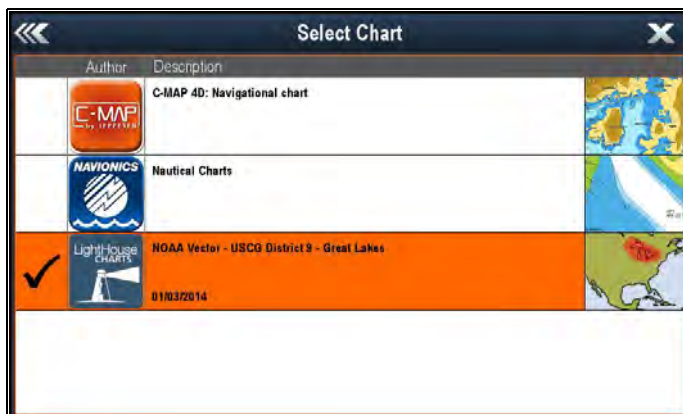 Select Chart
Author Description
C-MAP
by JEPPESEN
C-MAP 4D: Navigational chart
NAVIONICS
Nautical Charts
LightHouse
CHARTS
NOAA Vector - USCG District 9 - Great Lakes
01/03/2014